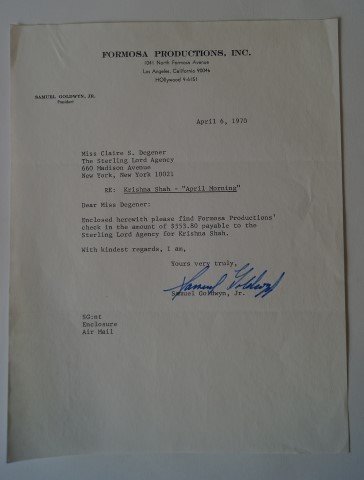 FORMOSA PRODUCTIONS, INC.
1041 North Formosa Avenue
Los Angeles, California 90046
HOllywood 9-6151
SAMUEL GOLDWYN, JR.
President
April 6, 1970
Miss Claire S. Degener
The Sterling Lord Agency
660 Madison Avenue
New York, New York 10021
RE: Krishna Shah - "April Morning"
Dear Miss Degener:
Enclosed herewith please find Formosa Productions'
check in the amount of $353.80 payable to the
Sterling Lord Agency for Krishna Shah.
With kindest regards, I am,
Yours very truly,
Samuel Goldwyn
Samuel Goldwyn, Jr.
SG:mt
Enclosure
Air Mail